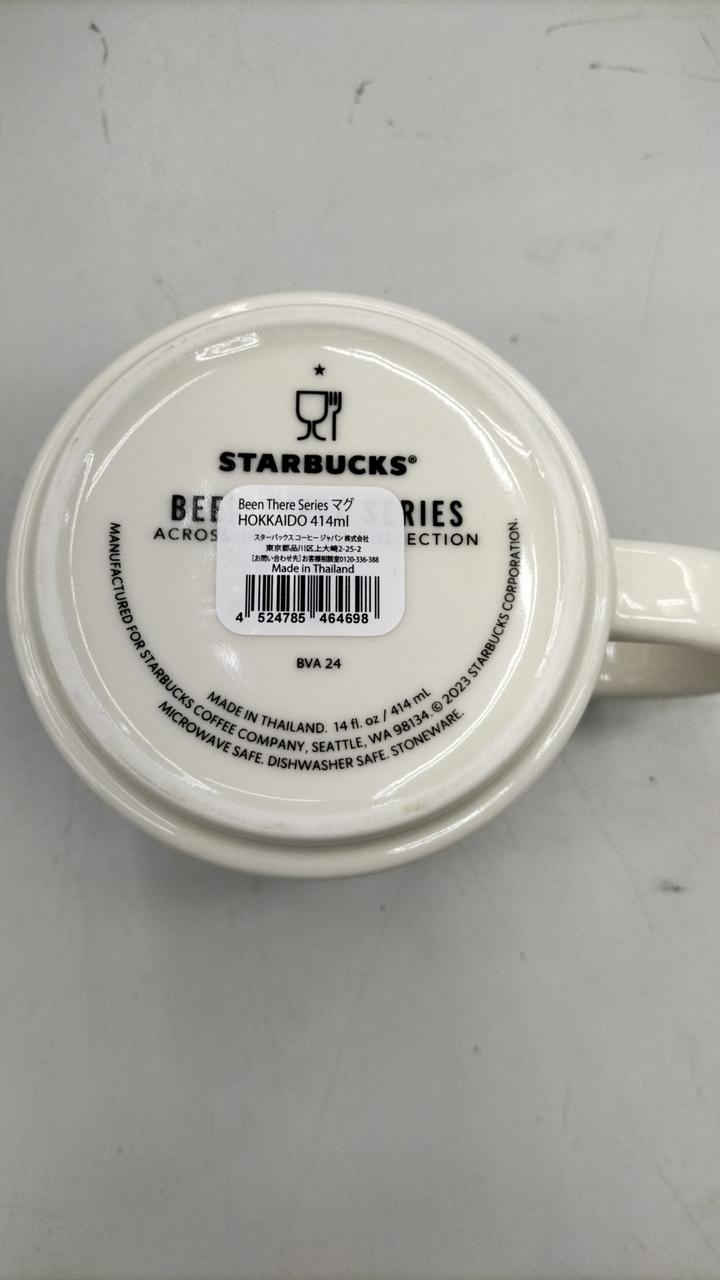 STARBUCKS®
BEE SERIES
ACROSS LLECTION
Been There Series マグ
HOKKAIDO 414ml
スターバックス コーヒー ジャパン 株式会社
東京都品川区上大崎2-25-2
[お問い合わせ先]お客様相談室0120-336-388
Made in Thailand
4 524785 464698
BVA 24
MADE IN THAILAND. 14 fl. oz / 414 mL
MANUFACTURED FOR STARBUCKS COFFEE COMPANY, SEATTLE, WA 98134. © 2023 STARBUCKS CORPORATION.
MICROWAVE SAFE. DISHWASHER SAFE. STONEWARE.